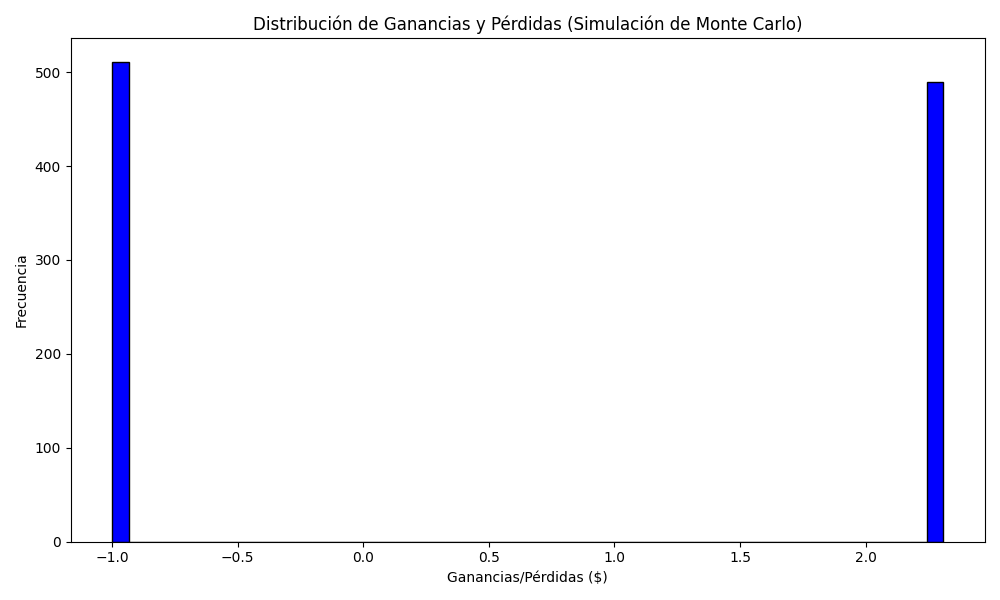 Distribución de Ganancias y Pérdidas (Simulación de Monte Carlo)
500
400
300
200
100
0
Frecuencia
−1.0 −0.5 0.0 0.5 1.0 1.5 2.0
Ganancias/Pérdidas ($)